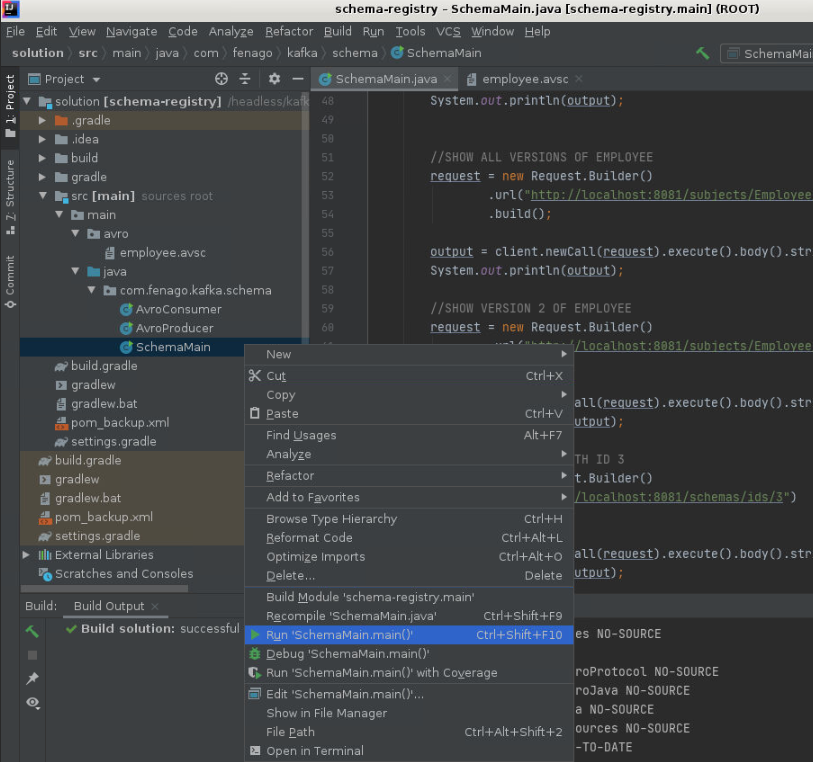 schema-registry - SchemaMain.java [schema-registry.main] (ROOT)
File Edit View Navigate Code Analyze Refactor Build Run Tools VCS Window Help
solution › src › main › java › com › fenago › kafka › schema › SchemaMain
SchemaMai
Project
SchemaMain.java × employee.avsc ×
1: Project
Z: Structure
Commit
solution [schema-registry] /headless/kafk
.gradle
.idea
build
gradle
src [main] sources root
main
avro
employee.avsc
java
com.fenago.kafka.schema
AvroConsumer
AvroProducer
SchemaMain
build.gradle
gradlew
gradlew.bat
pom_backup.xml
settings.gradle
build.gradle
gradlew
gradlew.bat
pom_backup.xml
settings.gradle
External Libraries
Scratches and Consoles
48 System.out.println(output);
49
50
51 //SHOW ALL VERSIONS OF EMPLOYEE
52 request = new Request.Builder()
53 .url("http://localhost:8081/subjects/Employee
54 .build();
55
56 output = client.newCall(request).execute().body().str
57 System.out.println(output);
58
59 //SHOW VERSION 2 OF EMPLOYEE
60 request = new Request.Builder()
/localhost:8081/subjects/Employee
all(request).execute().body().str
utput);
TH ID 3
t.Builder()
/localhost:8081/schemas/ids/3")
all(request).execute().body().str
utput);
New
Cut Ctrl+X
Copy
Paste Ctrl+V
Find Usages Alt+F7
Analyze
Refactor
Add to Favorites
Browse Type Hierarchy Ctrl+H
Reformat Code Ctrl+Alt+L
Optimize Imports Ctrl+Alt+O
Delete... Delete
Build Module 'schema-registry.main'
Recompile 'SchemaMain.java' Ctrl+Shift+F9
Run 'SchemaMain.main()' Ctrl+Shift+F10
Debug 'SchemaMain.main()'
Run 'SchemaMain.main()' with Coverage
Edit 'SchemaMain.main()'...
Show in File Manager
File Path Ctrl+Alt+Shift+2
Open in Terminal
Build: Build Output ×
Build solution: successful
es NO-SOURCE
roProtocol NO-SOURCE
roJava NO-SOURCE
a NO-SOURCE
ources NO-SOURCE
-TO-DATE